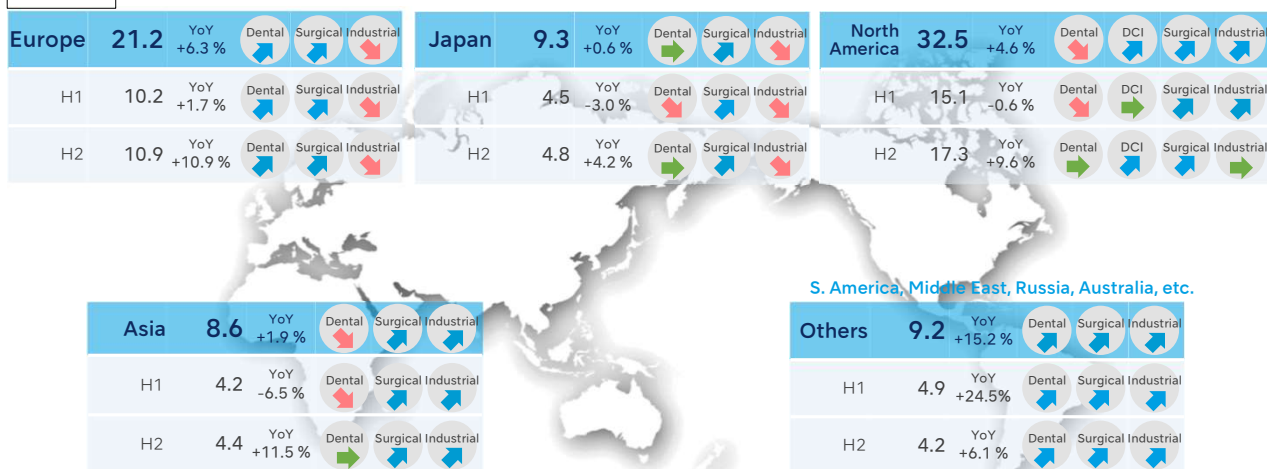 Europe 21.2 YoY +6.3 % Dental Surgical Industrial
H1 10.2 YoY +1.7 % Dental Surgical Industrial
H2 10.9 YoY +10.9 % Dental Surgical Industrial
Japan 9.3 YoY +0.6 % Dental Surgical Industrial
H1 4.5 YoY -3.0 % Dental Surgical Industrial
H2 4.8 YoY +4.2 % Dental Surgical Industrial
North America 32.5 YoY +4.6 % Dental DCI Surgical Industrial
H1 15.1 YoY -0.6 % Dental DCI Surgical Industrial
H2 17.3 YoY +9.6 % Dental DCI Surgical Industrial
Asia 8.6 YoY +1.9 % Dental Surgical Industrial
H1 4.2 YoY -6.5 % Dental Surgical Industrial
H2 4.4 YoY +11.5 % Dental Surgical Industrial
S. America, Middle East, Russia, Australia, etc.
Others 9.2 YoY +15.2 % Dental Surgical Industrial
H1 4.9 YoY +24.5% Dental Surgical Industrial
H2 4.2 YoY +6.1 % Dental Surgical Industrial